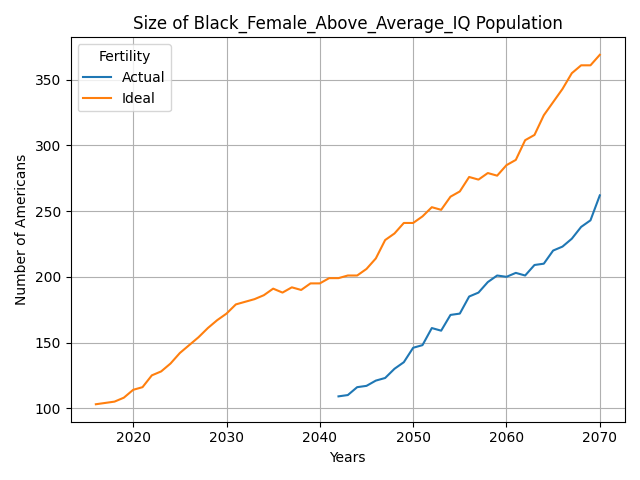 Size of Black_Female_Above_Average_IQ Population
Fertility
Actual
Ideal
Number of Americans
350
300
250
200
150
100
2020 2030 2040 2050 2060 2070
Years